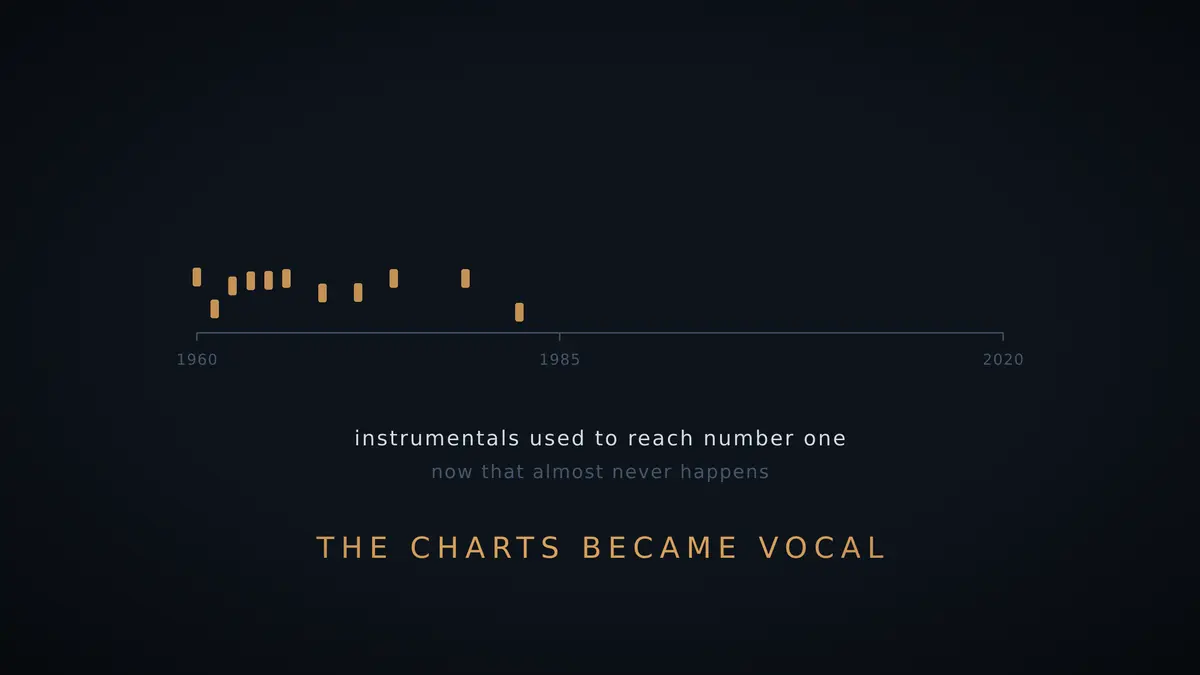 1960 1985 2020
instrumentals used to reach number one
now that almost never happens
THE CHARTS BECAME VOCAL